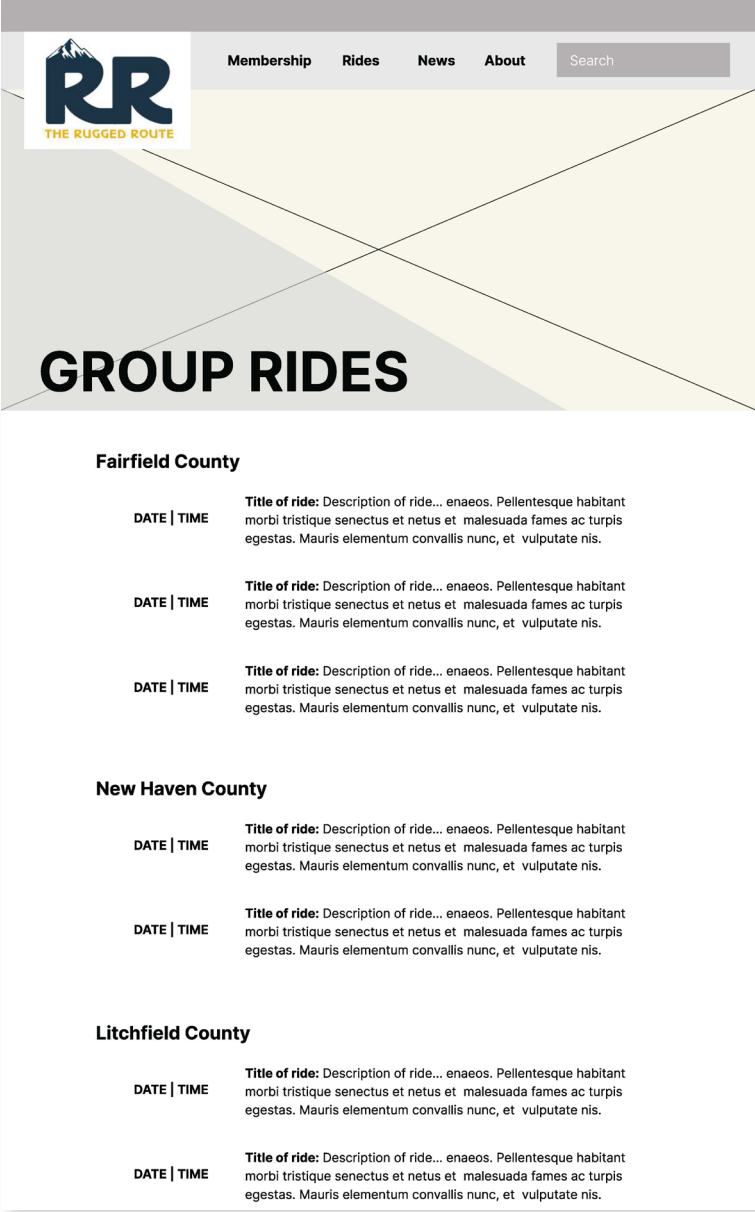 RR
THE RUGGED ROUTE
Membership Rides News About Search
GROUP RIDES
Fairfield County
DATE | TIME
Title of ride: Description of ride... enaeos. Pellentesque habitant
morbi tristique senectus et netus et  malesuada fames ac turpis
egestas. Mauris elementum convallis nunc, et  vulputate nis.
DATE | TIME
Title of ride: Description of ride... enaeos. Pellentesque habitant
morbi tristique senectus et netus et  malesuada fames ac turpis
egestas. Mauris elementum convallis nunc, et  vulputate nis.
DATE | TIME
Title of ride: Description of ride... enaeos. Pellentesque habitant
morbi tristique senectus et netus et  malesuada fames ac turpis
egestas. Mauris elementum convallis nunc, et  vulputate nis.
New Haven County
DATE | TIME
Title of ride: Description of ride... enaeos. Pellentesque habitant
morbi tristique senectus et netus et  malesuada fames ac turpis
egestas. Mauris elementum convallis nunc, et  vulputate nis.
DATE | TIME
Title of ride: Description of ride... enaeos. Pellentesque habitant
morbi tristique senectus et netus et  malesuada fames ac turpis
egestas. Mauris elementum convallis nunc, et  vulputate nis.
Litchfield County
DATE | TIME
Title of ride: Description of ride... enaeos. Pellentesque habitant
morbi tristique senectus et netus et  malesuada fames ac turpis
egestas. Mauris elementum convallis nunc, et  vulputate nis.
DATE | TIME
Title of ride: Description of ride... enaeos. Pellentesque habitant
morbi tristique senectus et netus et  malesuada fames ac turpis
egestas. Mauris elementum convallis nunc, et  vulputate nis.